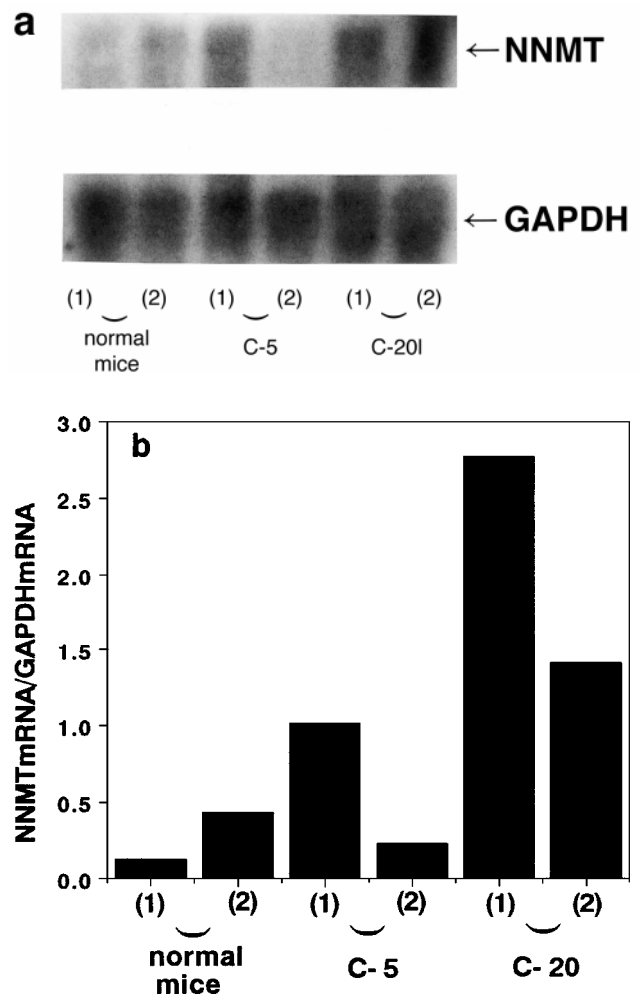 a
← NNMT
← GAPDH
(1) (2) (1) (2) (1) (2)
normal mice
C-5
C-20I
b
NNMTmRNA/GAPDHmRNA
3.0
2.5
2.0
1.5
1.0
0.5
0.0
(1) (2) (1) (2) (1) (2)
normal mice
C- 5
C- 20